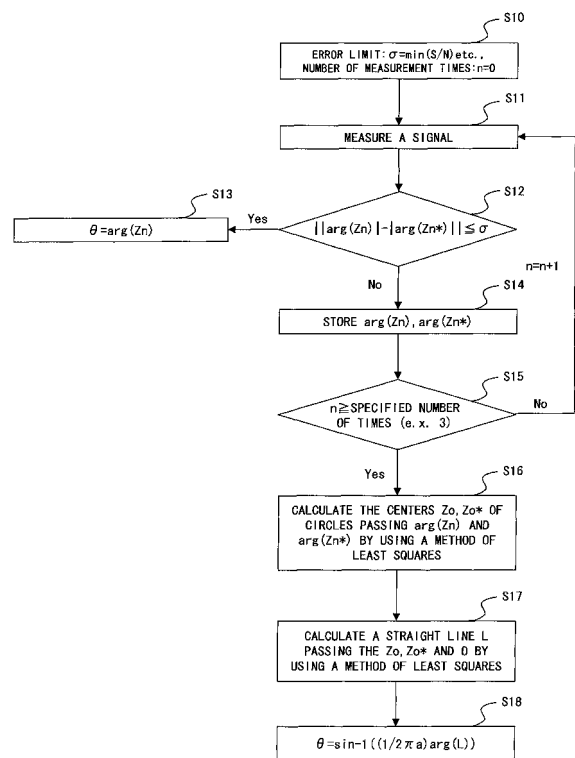 S10
ERROR LIMIT: σ=min(S/N)etc.,
NUMBER OF MEASUREMENT TIMES:n=0
S11
MEASURE A SIGNAL
S12
||arg(Zn)|-|arg(Zn*)||≦σ
Yes
S13
θ=arg(Zn)
No
n=n+1
S14
STORE arg(Zn),arg(Zn*)
S15
n≧SPECIFIED NUMBER
OF TIMES (e.x. 3)
No
Yes
S16
CALCULATE THE CENTERS Zo,Zo* OF
CIRCLES PASSING arg(Zn) AND
arg(Zn*) BY USING A METHOD OF
LEAST SQUARES
S17
CALCULATE A STRAIGHT LINE L
PASSING THE Zo,Zo* AND 0 BY
USING A METHOD OF LEAST SQUARES
S18
θ=sin-1((1/2πa)arg(L))